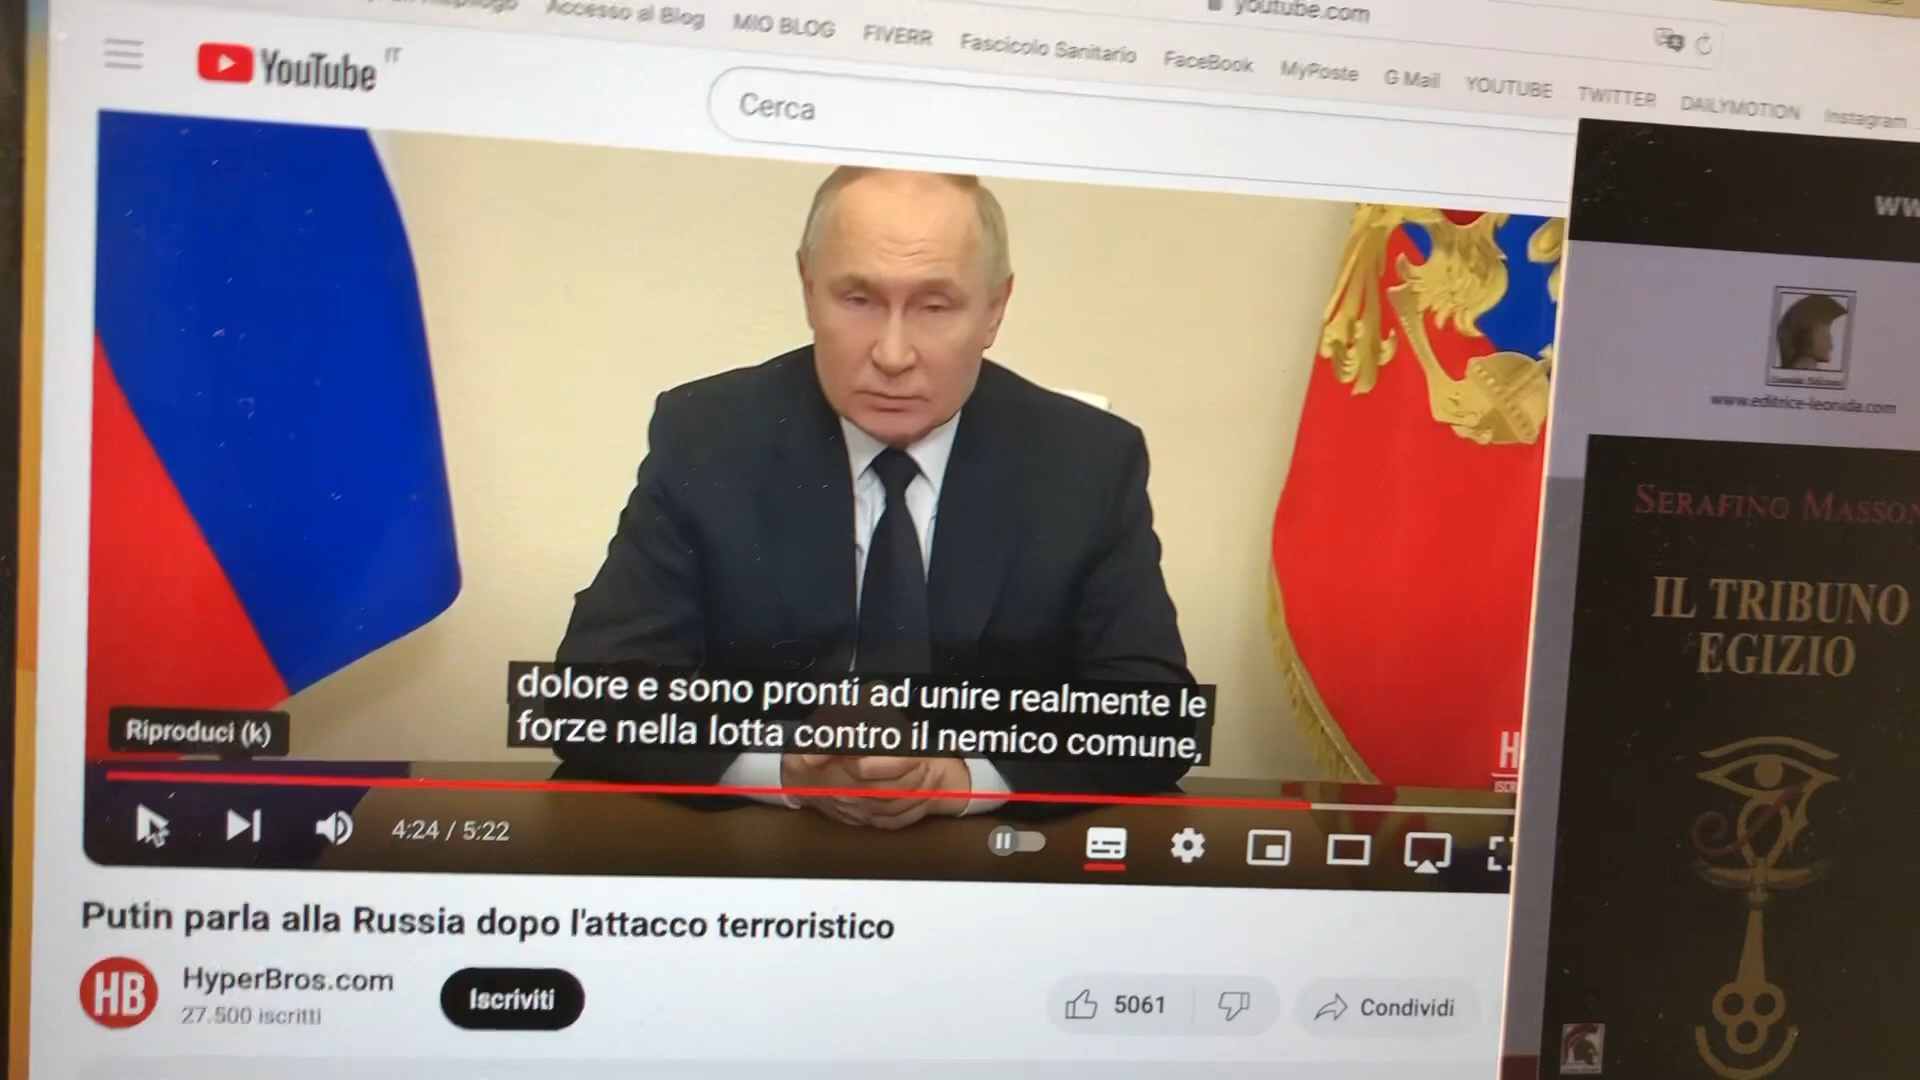 Accesso al Blog MIO BLOG FIVERR Fascicolo Sanitario FaceBook MyPoste G Mail YOUTUBE TWITTER DAILYMOTION Instagram
youtube.com
YouTube IT
Cerca
dolore e sono pronti ad unire realmente le
forze nella lotta contro il nemico comune,
Riproduci (k)
4:24 / 5:22
Putin parla alla Russia dopo l'attacco terroristico
HB
HyperBros.com
27.500 iscritti
Iscriviti
5061
Condividi
www.editrice-leonida.com
SERAFINO
IL TRIBUNO
EGIZIO